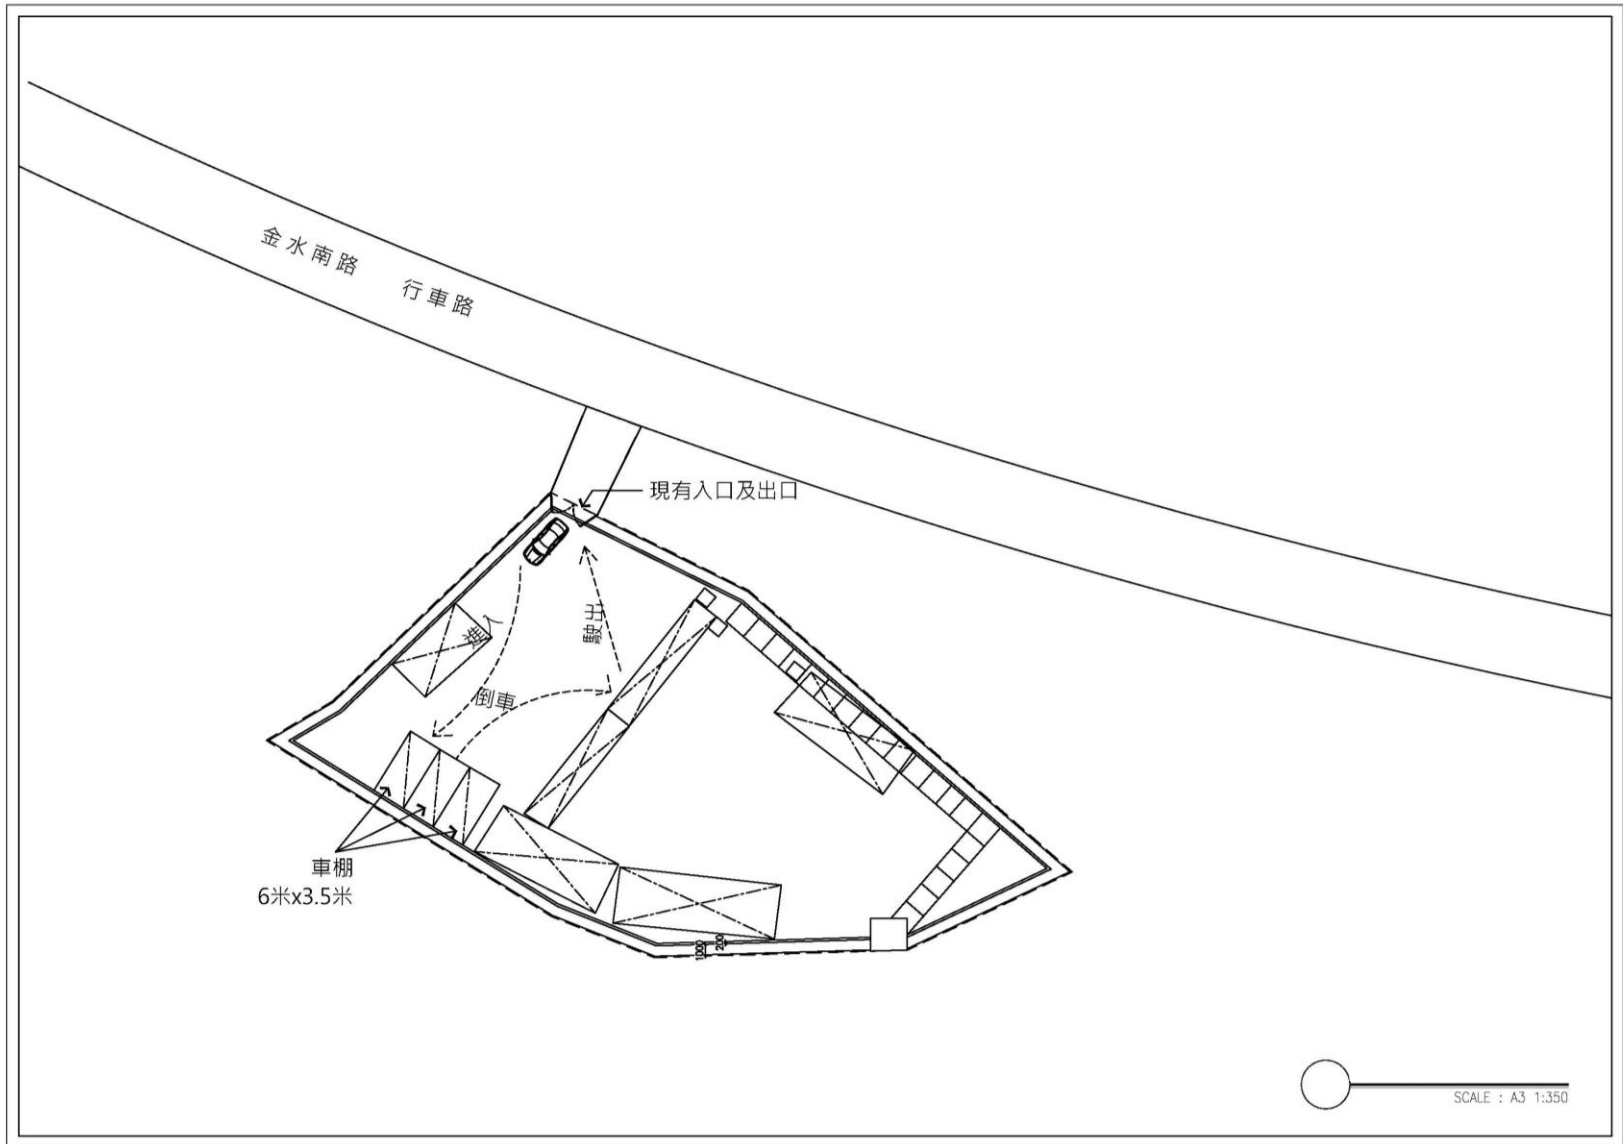 金水南路 行車路
現有入口及出口
駛出
進入
倒車
車棚
6米x3.5米
1000
200
SCALE : A3 1:350